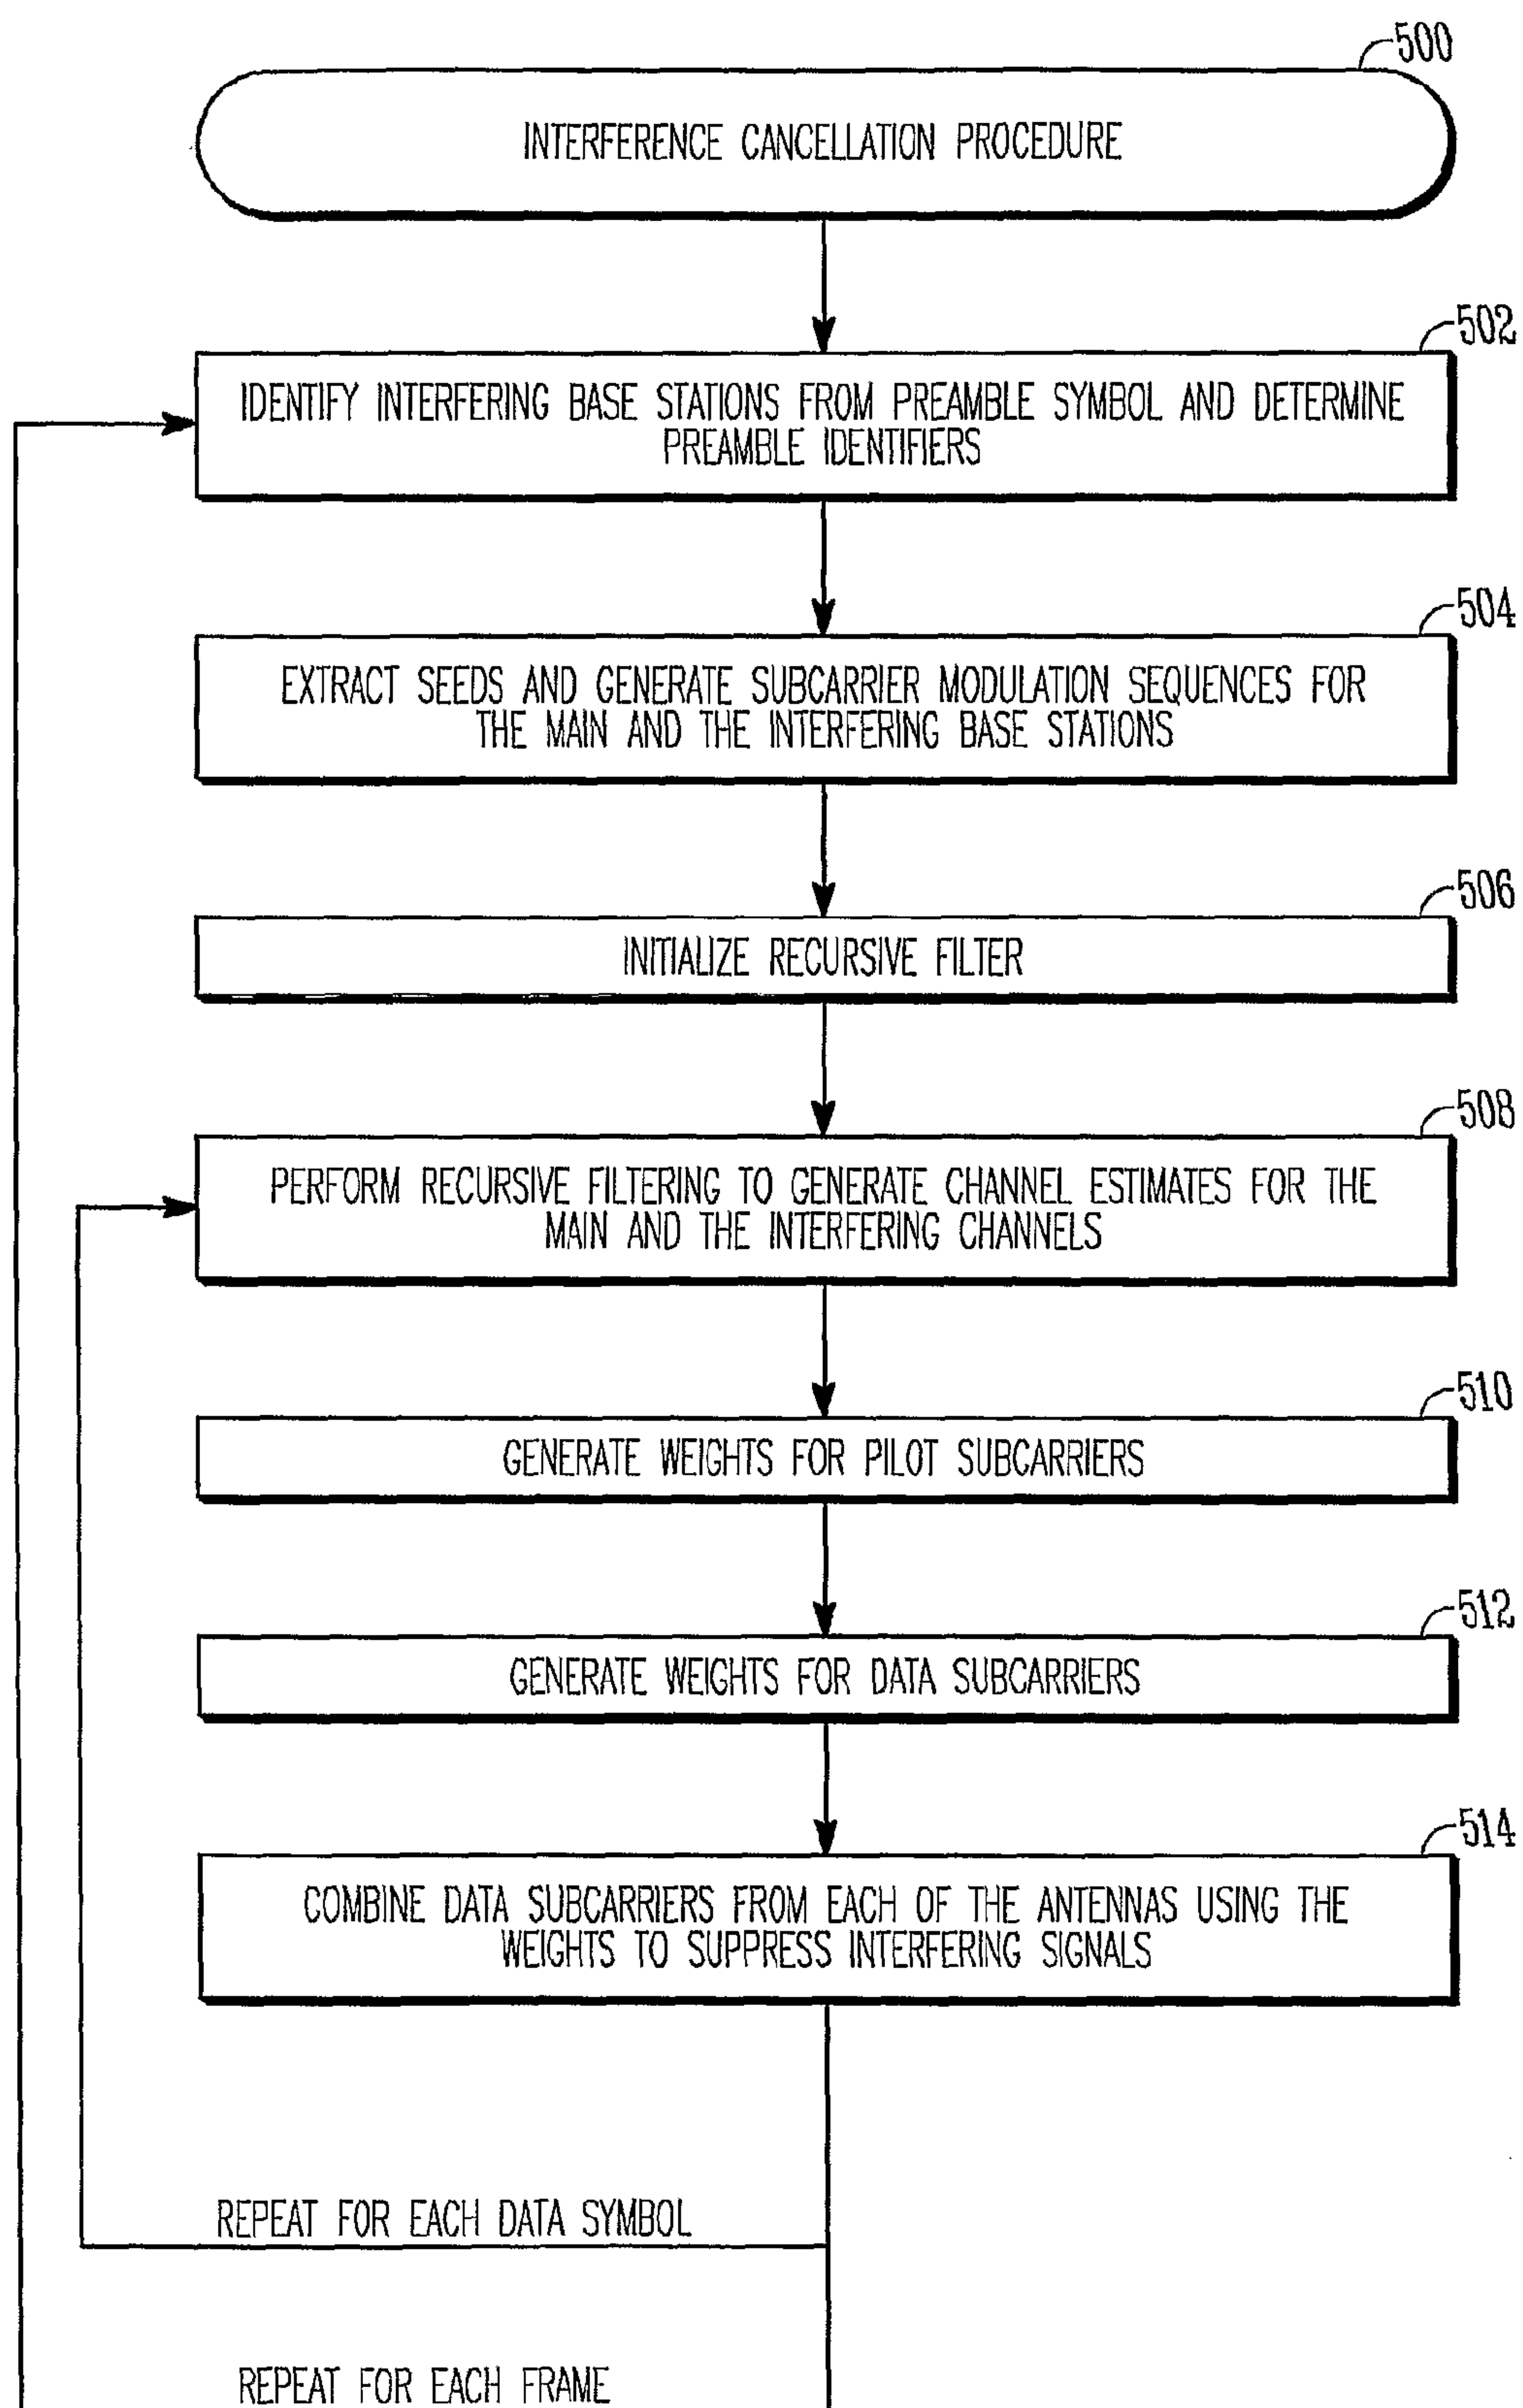 500
INTERFERENCE CANCELLATION PROCEDURE
502
IDENTIFY INTERFERING BASE STATIONS FROM PREAMBLE SYMBOL AND DETERMINE
PREAMBLE IDENTIFIERS
504
EXTRACT SEEDS AND GENERATE SUBCARRIER MODULATION SEQUENCES FOR
THE MAIN AND THE INTERFERING BASE STATIONS
506
INITIALIZE RECURSIVE FILTER
508
PERFORM RECURSIVE FILTERING TO GENERATE CHANNEL ESTIMATES FOR THE
MAIN AND THE INTERFERING CHANNELS
510
GENERATE WEIGHTS FOR PILOT SUBCARRIERS
512
GENERATE WEIGHTS FOR DATA SUBCARRIERS
514
COMBINE DATA SUBCARRIERS FROM EACH OF THE ANTENNAS USING THE
WEIGHTS TO SUPPRESS INTERFERING SIGNALS
REPEAT FOR EACH DATA SYMBOL
REPEAT FOR EACH FRAME